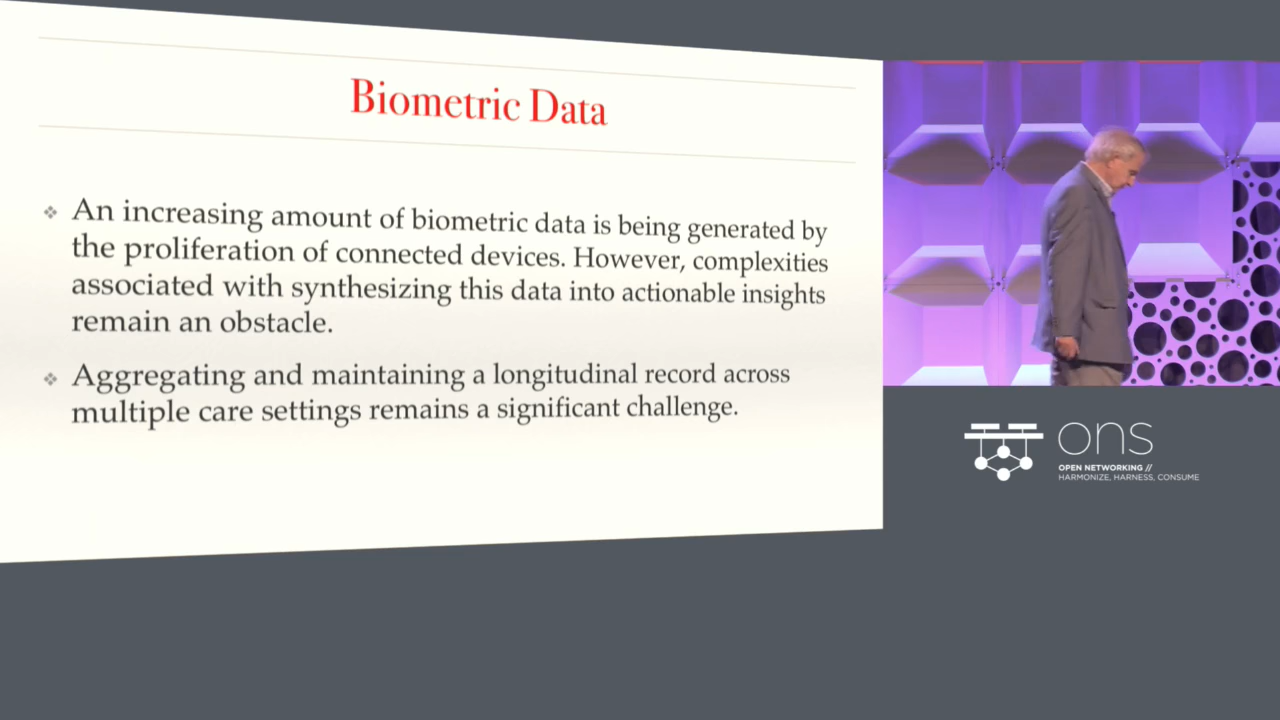 Biometric Data
An increasing amount of biometric data is being generated by
the proliferation of connected devices. However, complexities
associated with synthesizing this data into actionable insights
remain an obstacle.
Aggregating and maintaining a longitudinal record across
multiple care settings remains a significant challenge.
ons
OPEN NETWORKING //
HARMONIZE, HARNESS, CONSUME